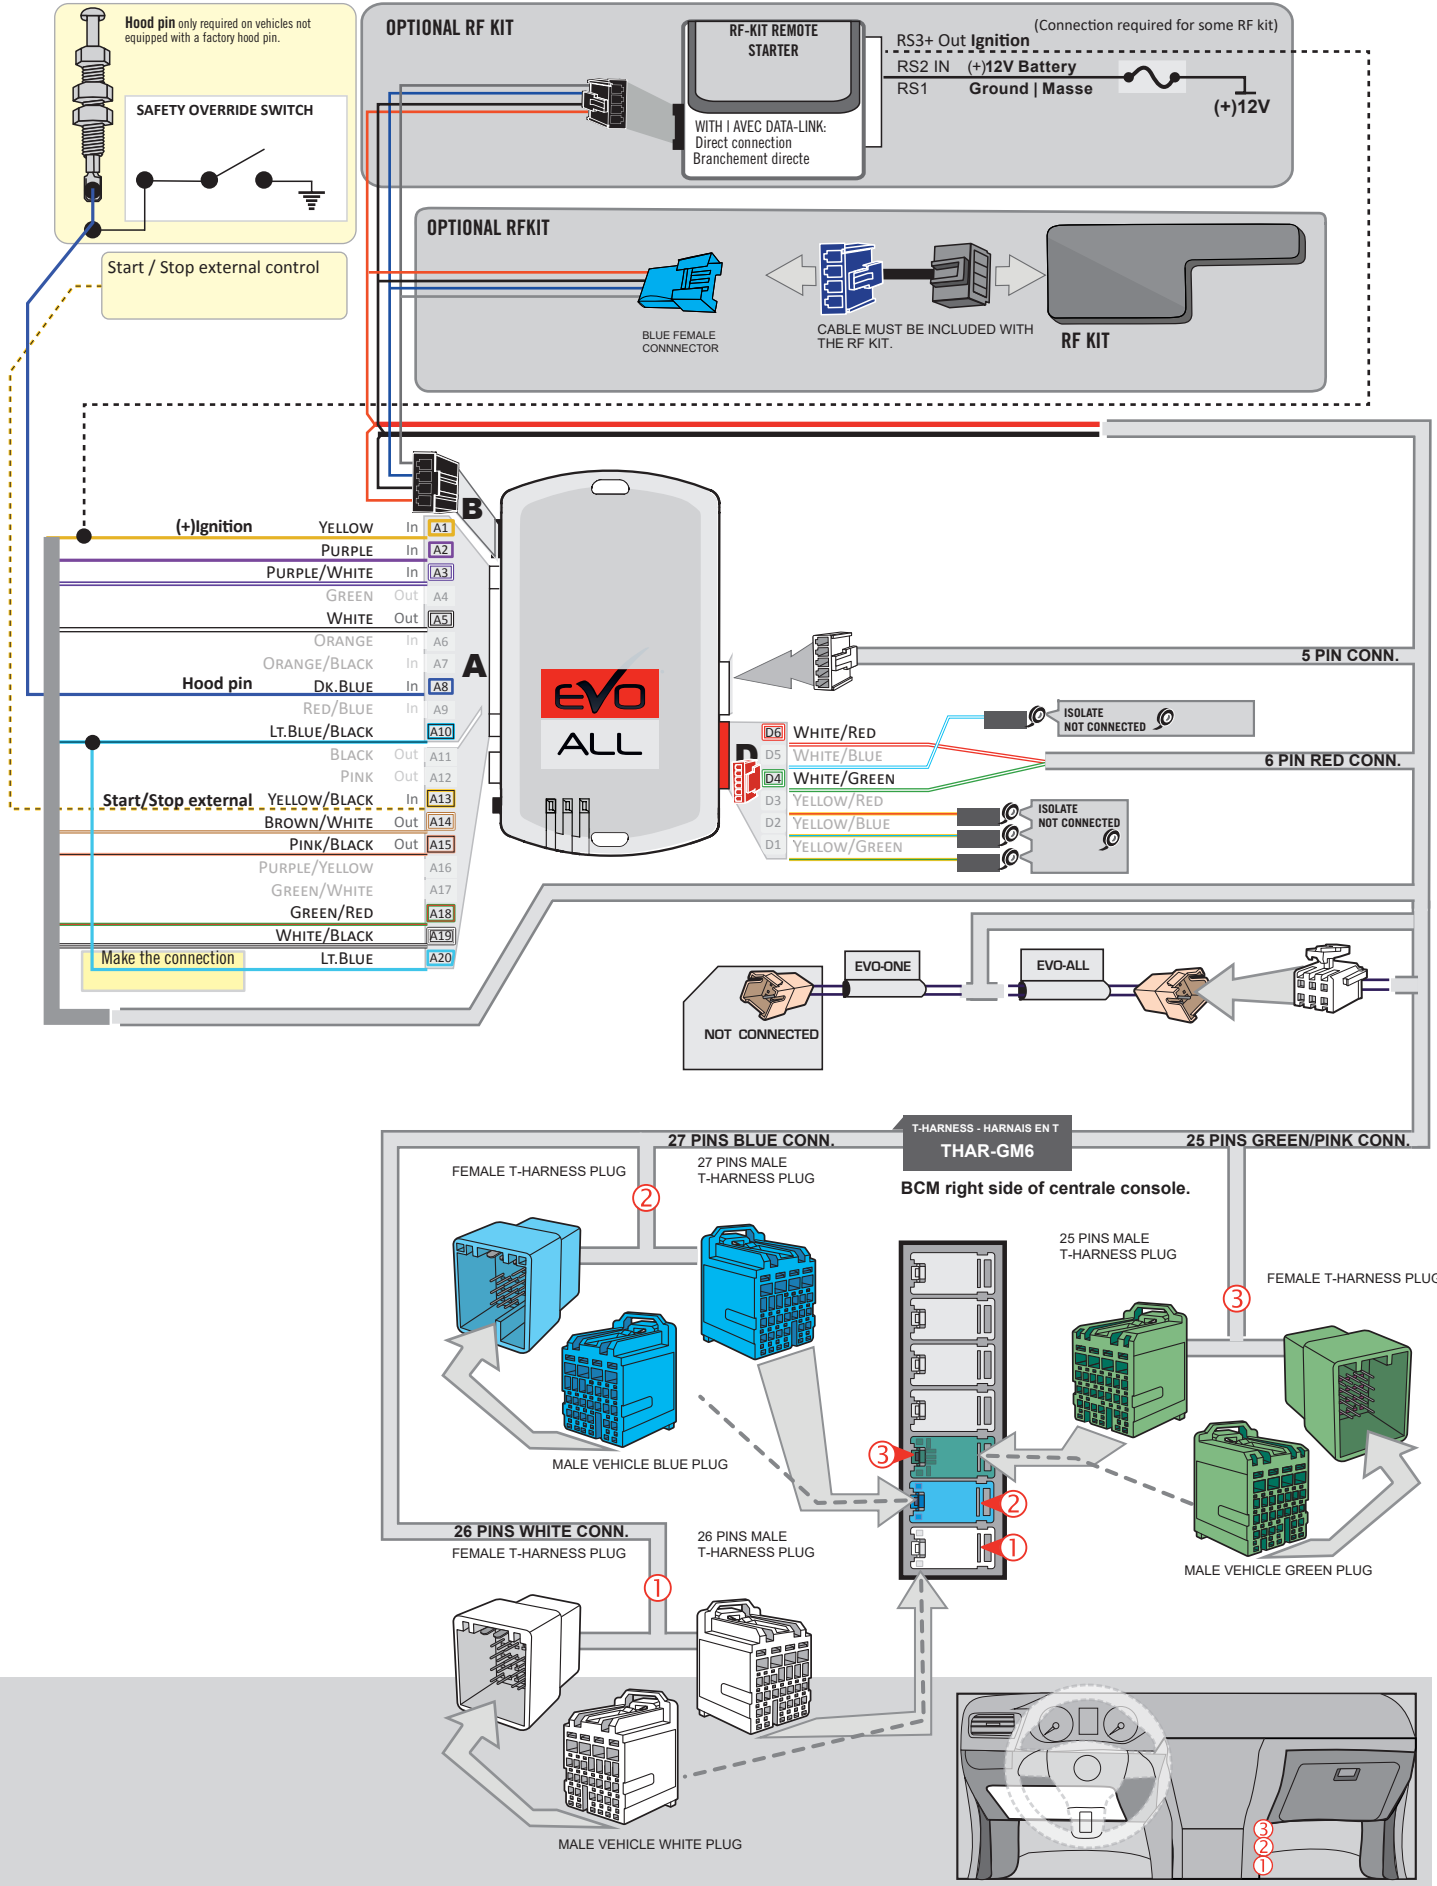 Hood pin only required on vehicles not
equipped with a factory hood pin.
SAFETY OVERRIDE SWITCH
Start / Stop external control
OPTIONAL RF KIT
RF-KIT REMOTE
STARTER
WITH | AVEC DATA-LINK:
Direct connection
Branchement directe
(Connection required for some RF kit)
RS3+ Out Ignition
RS2 IN (+)12V Battery
RS1 Ground | Masse
(+)12V
OPTIONAL RFKIT
BLUE FEMALE
CONNNECTOR
CABLE MUST BE INCLUDED WITH
THE RF KIT.
RF KIT
B
(+)Ignition YELLOW In A1
PURPLE In A2
PURPLE/WHITE In A3
GREEN Out A4
WHITE Out A5
ORANGE In A6
ORANGE/BLACK In A7
Hood pin DK.BLUE In A8
RED/BLUE In A9
LT.BLUE/BLACK A10
BLACK Out A11
PINK Out A12
Start/Stop external YELLOW/BLACK In A13
BROWN/WHITE Out A14
PINK/BLACK Out A15
PURPLE/YELLOW A16
GREEN/WHITE A17
GREEN/RED A18
WHITE/BLACK A19
Make the connection LT.BLUE A20
A
EVO
ALL
D
D6 WHITE/RED
D5 WHITE/BLUE
D4 WHITE/GREEN
D3 YELLOW/RED
D2 YELLOW/BLUE
D1 YELLOW/GREEN
5 PIN CONN.
ISOLATE
NOT CONNECTED
6 PIN RED CONN.
ISOLATE
NOT CONNECTED
EVO-ONE
EVO-ALL
NOT CONNECTED
T-HARNESS - HARNAIS EN T
THAR-GM6
27 PINS BLUE CONN.
25 PINS GREEN/PINK CONN.
BCM right side of centrale console.
FEMALE T-HARNESS PLUG
27 PINS MALE
T-HARNESS PLUG
2
25 PINS MALE
T-HARNESS PLUG
FEMALE T-HARNESS PLUG
3
MALE VEHICLE BLUE PLUG
3
2
1
MALE VEHICLE GREEN PLUG
26 PINS WHITE CONN.
FEMALE T-HARNESS PLUG
26 PINS MALE
T-HARNESS PLUG
1
MALE VEHICLE WHITE PLUG
3
2
1